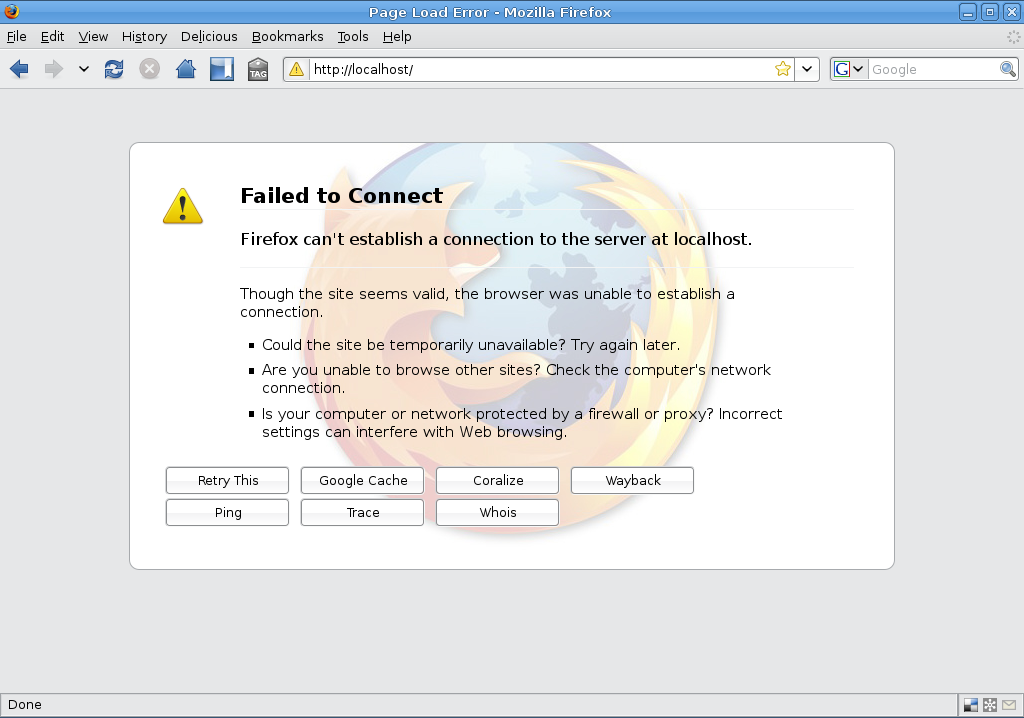 Page Load Error - Mozilla Firefox
File Edit View History Delicious Bookmarks Tools Help
TAG http://localhost/ G Google
Failed to Connect
Firefox can't establish a connection to the server at localhost.
Though the site seems valid, the browser was unable to establish a
connection.
Could the site be temporarily unavailable? Try again later.
Are you unable to browse other sites? Check the computer's network
connection.
Is your computer or network protected by a firewall or proxy? Incorrect
settings can interfere with Web browsing.
Retry This Google Cache Coralize Wayback
Ping Trace Whois
Done